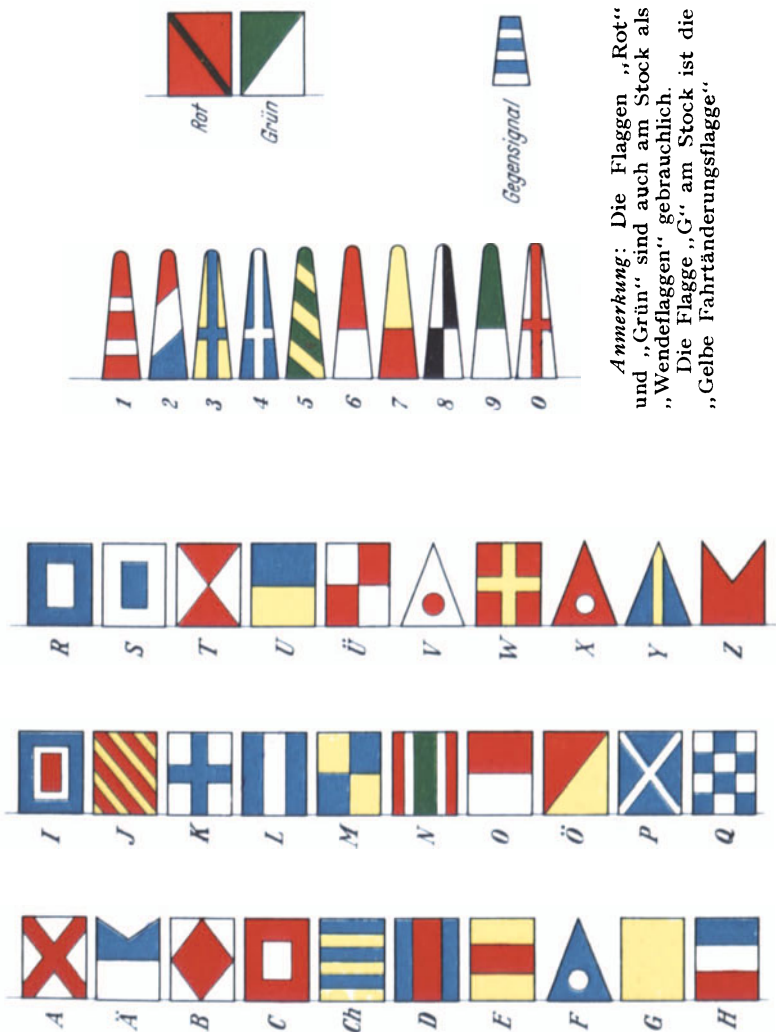 A
Ä
B
C
Ch
D
E
F
G
H
I
J
K
L
M
N
O
Ö
P
Q
R
S
T
U
Ü
V
W
X
Y
Z
1
2
3
4
5
6
7
8
9
0
Rot
Grün
Gegensignal
Anmerkung: Die Flaggen „Rot“
und „Grün“ sind auch am Stock als
„Wendeflaggen“ gebrauchlich.
Die Flagge „G“ am Stock ist die
„Gelbe Fahrtänderungsflagge“